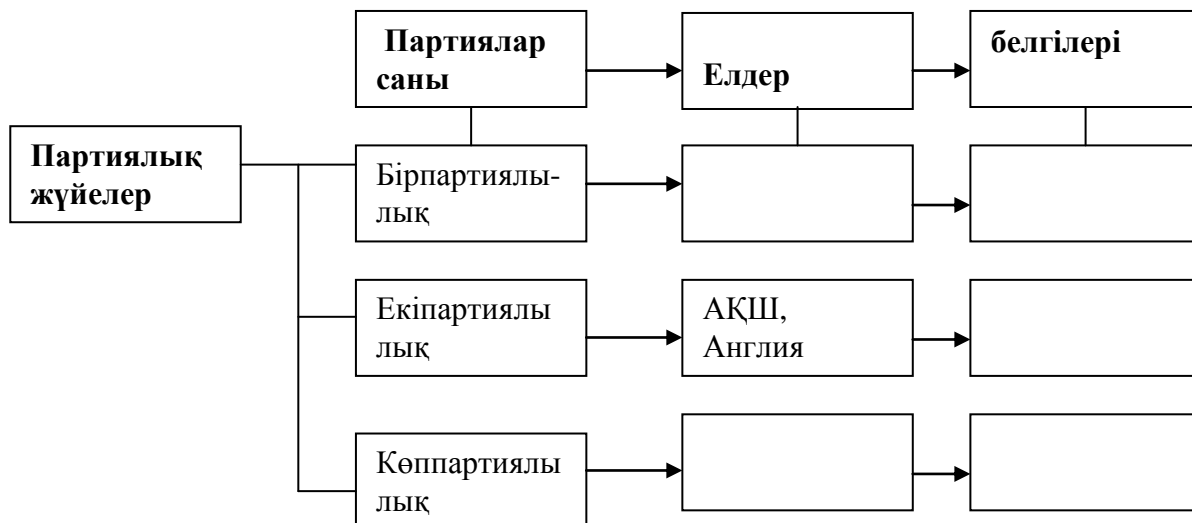 Партиялар
саны
Елдер
белгілері
Партиялық
жүйелер
Бірпартиялы-
лық
Екіпартиялы
лық
АҚШ,
Англия
Көппартиялы
лық